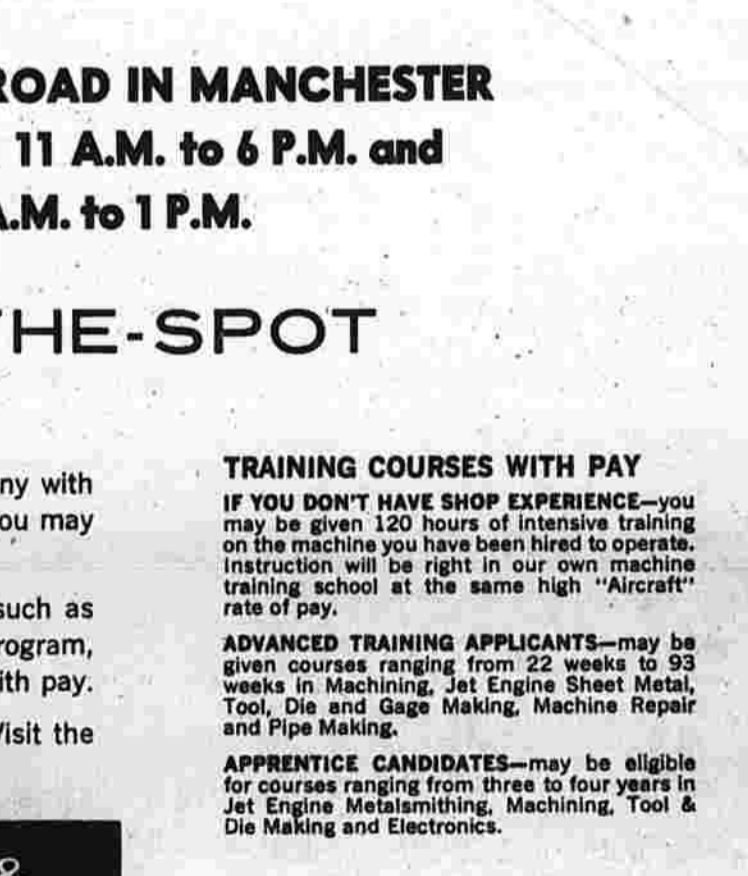 ROAD IN MANCHESTER
11 A.M. to 6 P.M. and
A.M. to 1 P.M.
THE-SPOT
ny with
ou may
such as
rogram,
ith pay.
Visit the
TRAINING COURSES WITH PAY
IF YOU DON'T HAVE SHOP EXPERIENCE—you
may be given 120 hours of intensive training
on the machine you have been hired to operate.
Instruction will be right in our own machine
training school at the same high "Aircraft"
rate of pay.
ADVANCED TRAINING APPLICANTS—may be
given courses ranging from 22 weeks to 93
weeks in Machining, Jet Engine Sheet Metal,
Tool, Die and Gage Making, Machine Repair
and Pipe Making.
APPRENTICE CANDIDATES—may be eligible
for courses ranging from three to four years in
Jet Engine Metalsmithing, Machining, Tool &
Die Making and Electronics.